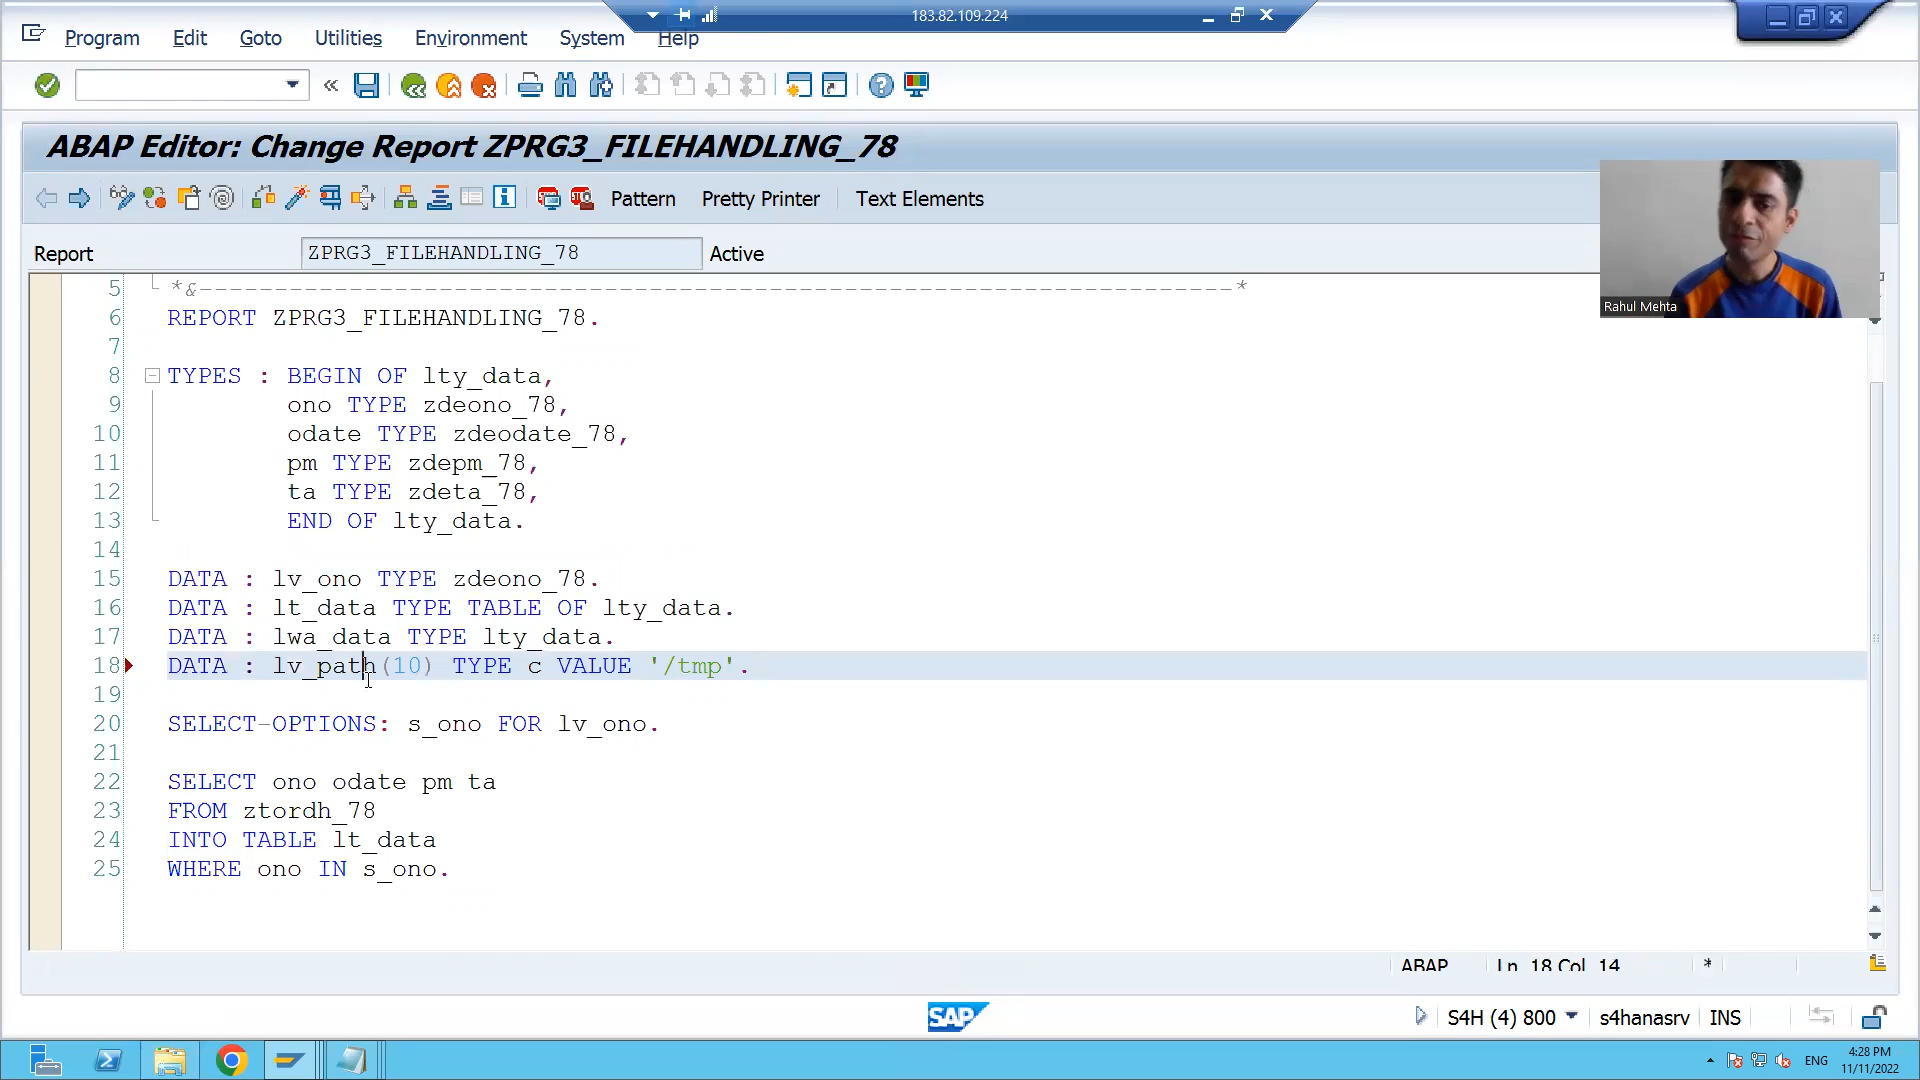 183.82.109.224
Program Edit Goto Utilities Environment System Help
ABAP Editor: Change Report ZPRG3_FILEHANDLING_78
Pattern Pretty Printer Text Elements
Report ZPRG3_FILEHANDLING_78 Active
Rahul Mehta
5 *&---------------------------------------------------------------------*
6 REPORT ZPRG3_FILEHANDLING_78.
7
8 TYPES : BEGIN OF lty_data,
9 ono TYPE zdeono_78,
10 odate TYPE zdeodate_78,
11 pm TYPE zdepm_78,
12 ta TYPE zdeta_78,
13 END OF lty_data.
14
15 DATA : lv_ono TYPE zdeono_78.
16 DATA : lt_data TYPE TABLE OF lty_data.
17 DATA : lwa_data TYPE lty_data.
18 DATA : lv_path(10) TYPE c VALUE '/tmp'.
19
20 SELECT-OPTIONS: s_ono FOR lv_ono.
21
22 SELECT ono odate pm ta
23 FROM ztordh_78
24 INTO TABLE lt_data
25 WHERE ono IN s_ono.
ABAP Ln 18 Col 14 *
SAP S4H (4) 800 s4hanasrv INS
ENG 4:28 PM
11/11/2022